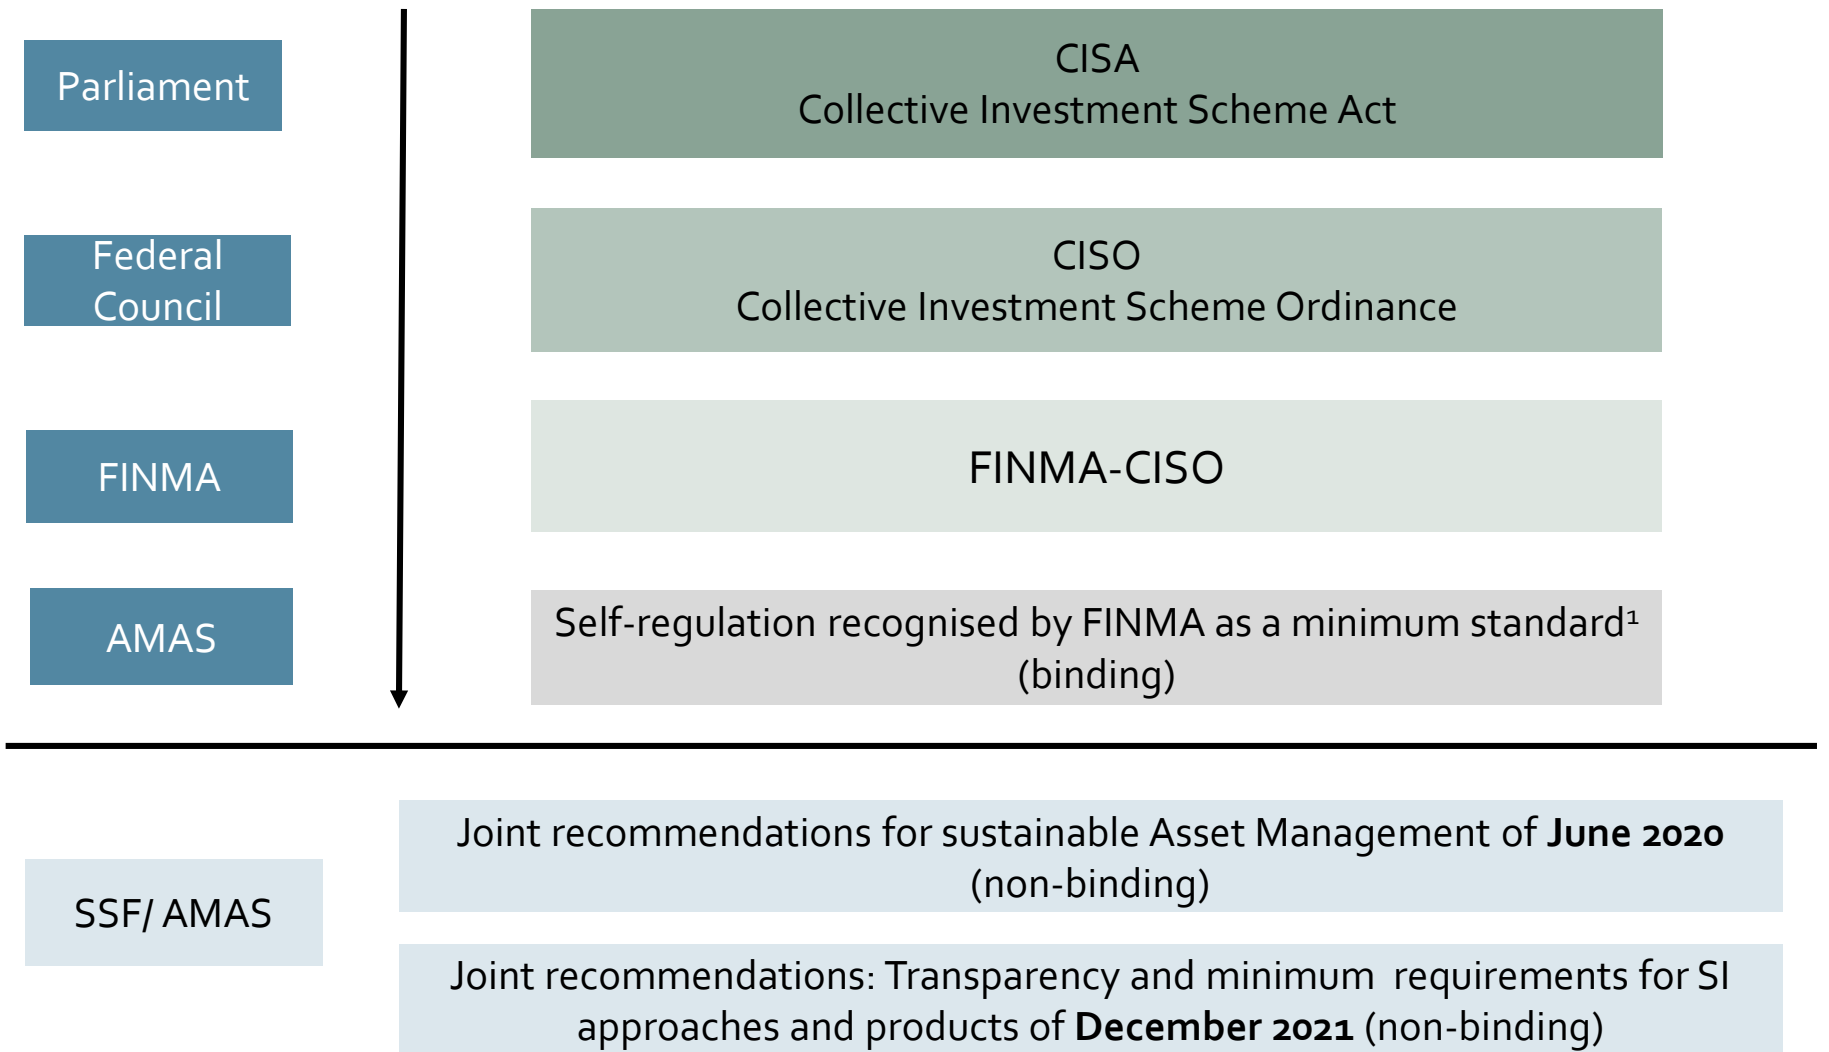 Parliament
CISA
Collective Investment Scheme Act
Federal
Council
CISO
Collective Investment Scheme Ordinance
FINMA
FINMA-CISO
AMAS
Self-regulation recognised by FINMA as a minimum standard¹
(binding)
SSF/ AMAS
Joint recommendations for sustainable Asset Management of June 2020
(non-binding)
Joint recommendations: Transparency and minimum requirements for SI
approaches and products of December 2021 (non-binding)